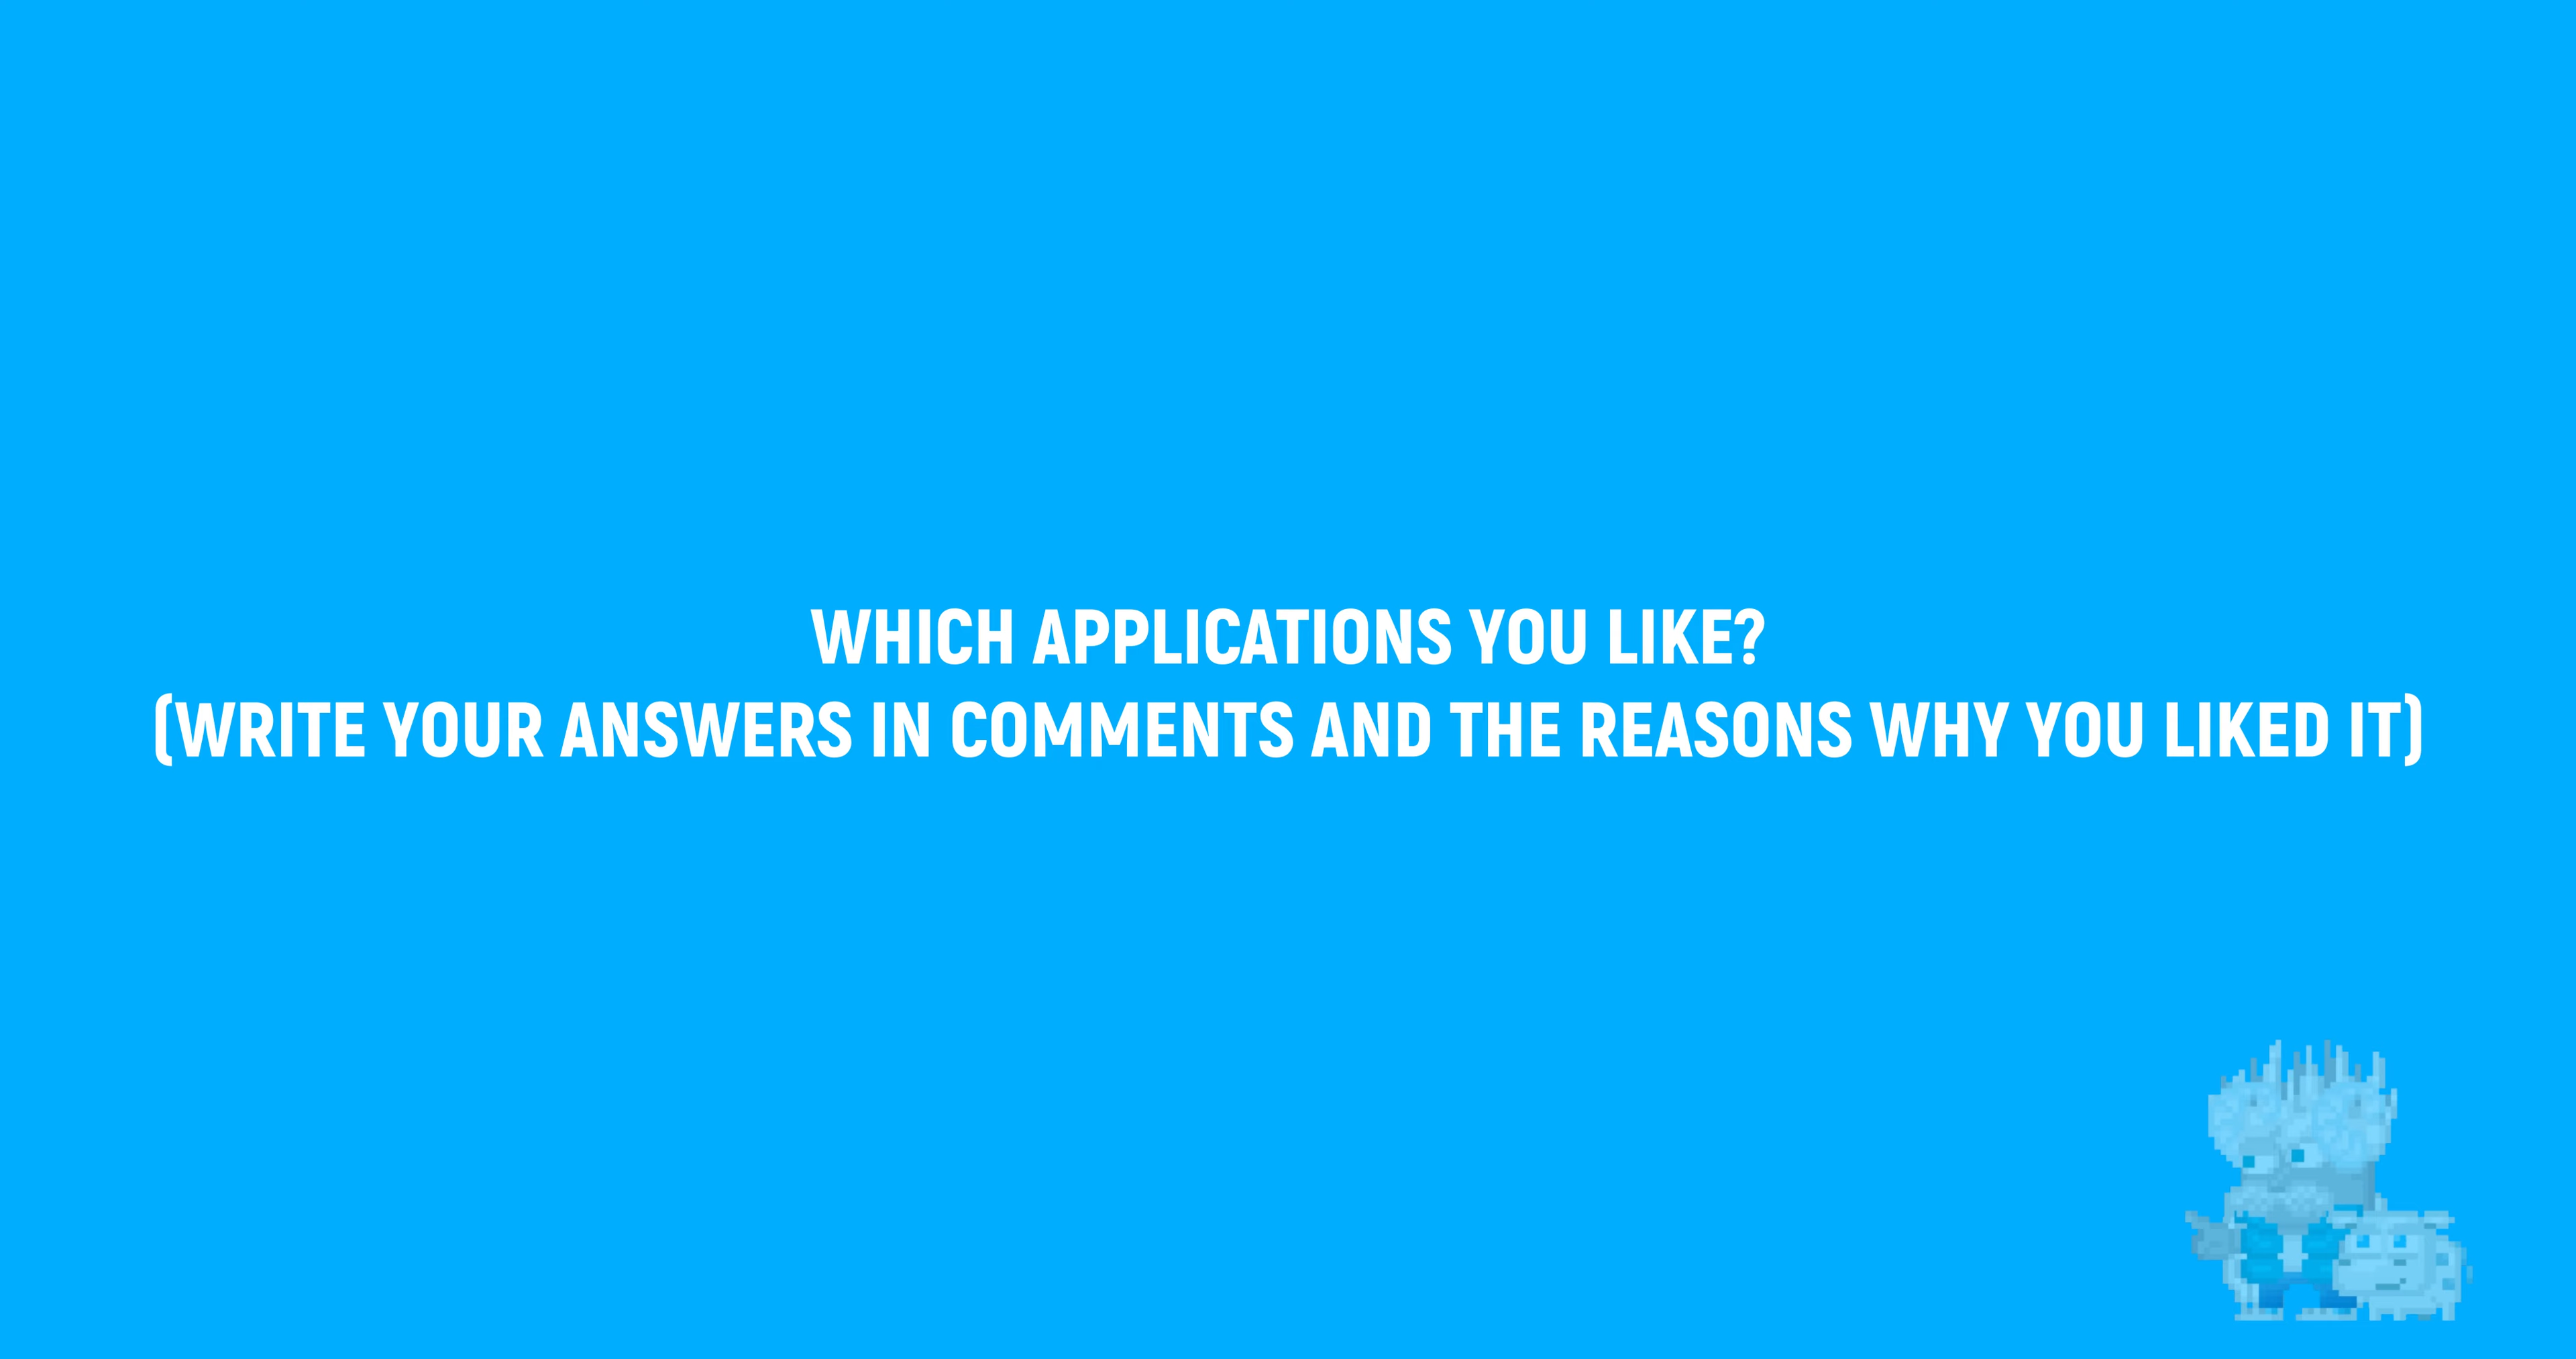 WHICH APPLICATIONS YOU LIKE?
(WRITE YOUR ANSWERS IN COMMENTS AND THE REASONS WHY YOU LIKED IT)